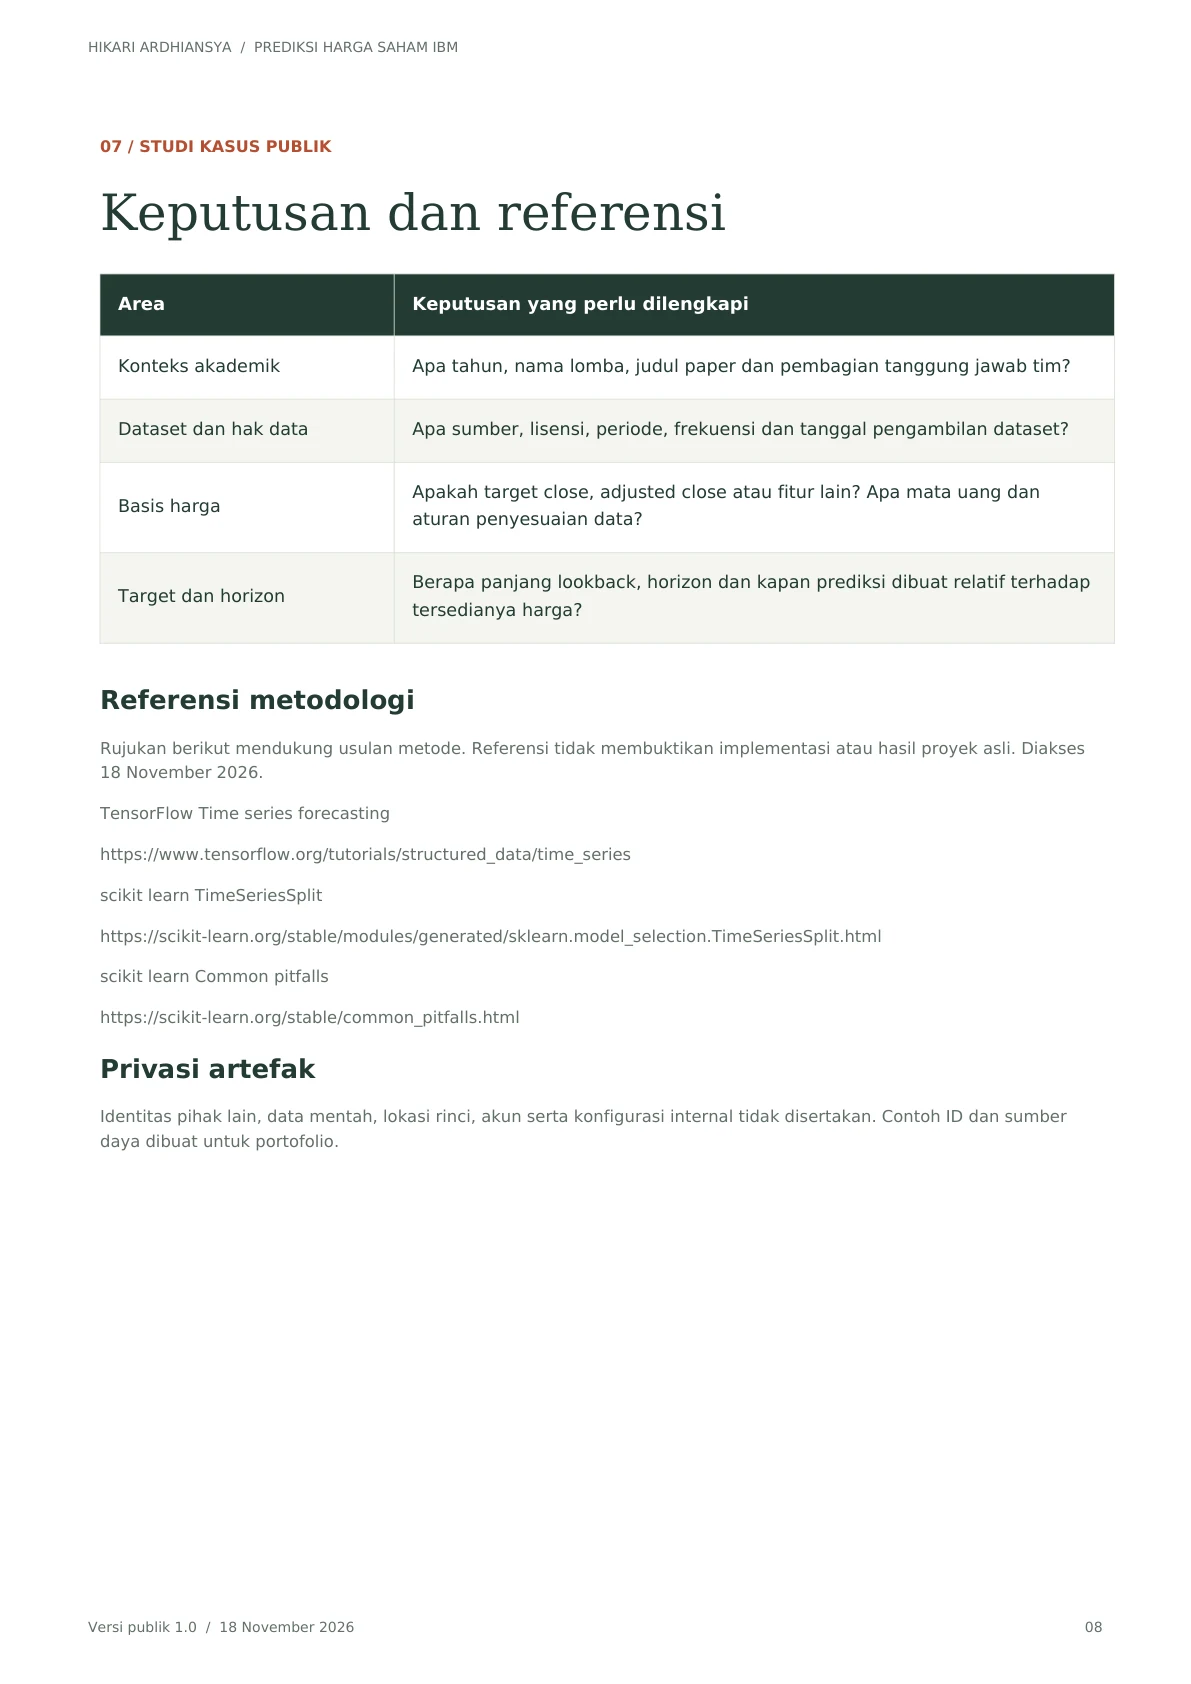 HIKARI ARDHIANSYA / PREDIKSI HARGA SAHAM IBM
07 / STUDI KASUS PUBLIK
Keputusan dan referensi
Area
Keputusan yang perlu dilengkapi
Konteks akademik
Apa tahun, nama lomba, judul paper dan pembagian tanggung jawab tim?
Dataset dan hak data
Apa sumber, lisensi, periode, frekuensi dan tanggal pengambilan dataset?
Basis harga
Apakah target close, adjusted close atau fitur lain? Apa mata uang dan
aturan penyesuaian data?
Target dan horizon
Berapa panjang lookback, horizon dan kapan prediksi dibuat relatif terhadap
tersedianya harga?
Referensi metodologi
Rujukan berikut mendukung usulan metode. Referensi tidak membuktikan implementasi atau hasil proyek asli. Diakses
18 November 2026.
TensorFlow Time series forecasting
https://www.tensorflow.org/tutorials/structured_data/time_series
scikit learn TimeSeriesSplit
https://scikit-learn.org/stable/modules/generated/sklearn.model_selection.TimeSeriesSplit.html
scikit learn Common pitfalls
https://scikit-learn.org/stable/common_pitfalls.html
Privasi artefak
Identitas pihak lain, data mentah, lokasi rinci, akun serta konfigurasi internal tidak disertakan. Contoh ID dan sumber
daya dibuat untuk portofolio.
Versi publik 1.0 / 18 November 2026
08